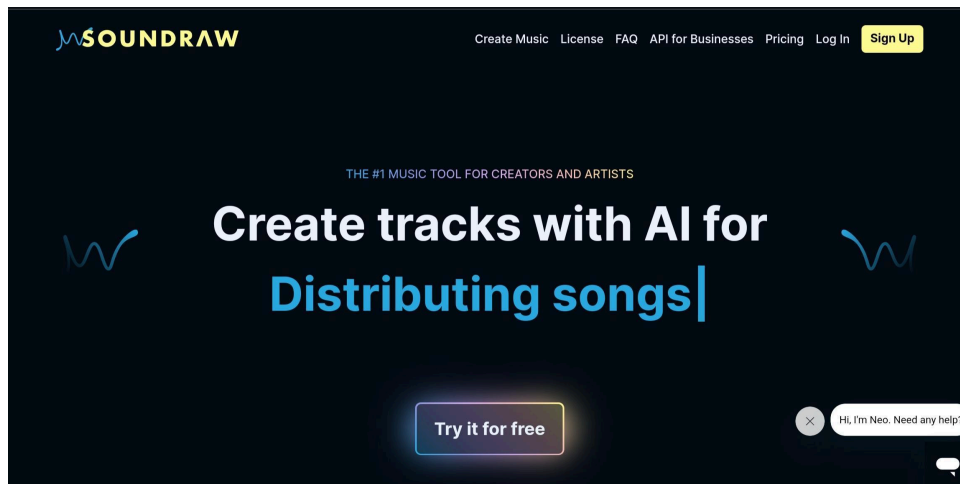 SOUNDRAW
Create Music License FAQ API for Businesses Pricing Log In Sign Up
THE #1 MUSIC TOOL FOR CREATORS AND ARTISTS
Create tracks with AI for
Distributing songs|
Try it for free
Hi, I'm Neo. Need any help?